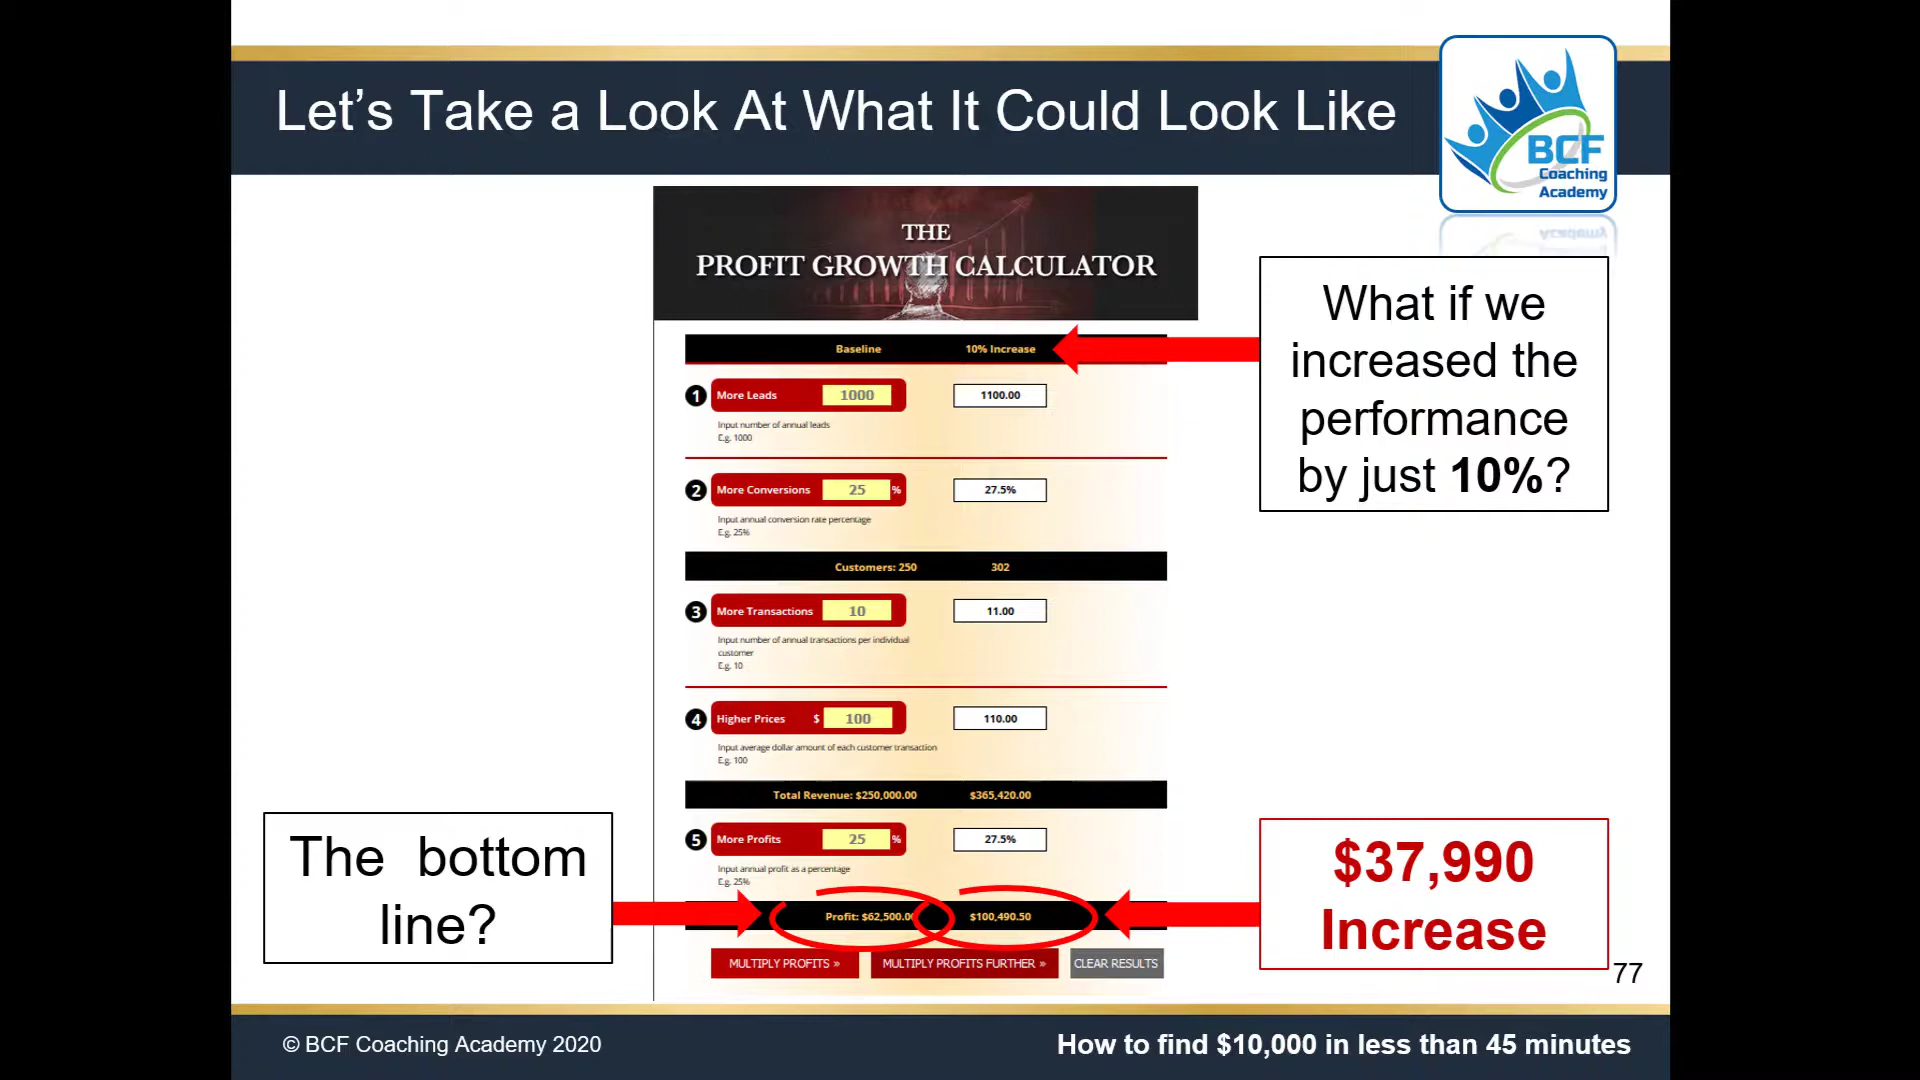 Let’s Take a Look At What It Could Look Like
BCF
Coaching
Academy
THE
PROFIT GROWTH CALCULATOR
What if we
increased the
performance
by just 10%?
Baseline 10% Increase
1 More Leads 1000 1100.00
Input number of annual leads
E.g. 1000
2 More Conversions 25 % 27.5%
Input annual conversion rate percentage
E.g. 25%
Customers: 250 302
3 More Transactions 10 11.00
Input number of annual transactions per individual
customer
E.g. 10
4 Higher Prices $ 100 110.00
Input average dollar amount of each customer transaction
E.g. 100
Total Revenue: $250,000.00 $365,420.00
5 More Profits 25 % 27.5%
Input annual profit as a percentage
E.g. 25%
Profit: $62,500.00 $100,490.50
MULTIPLY PROFITS » MULTIPLY PROFITS FURTHER » CLEAR RESULTS
The bottom
line?
$37,990
Increase
77
© BCF Coaching Academy 2020
How to find $10,000 in less than 45 minutes